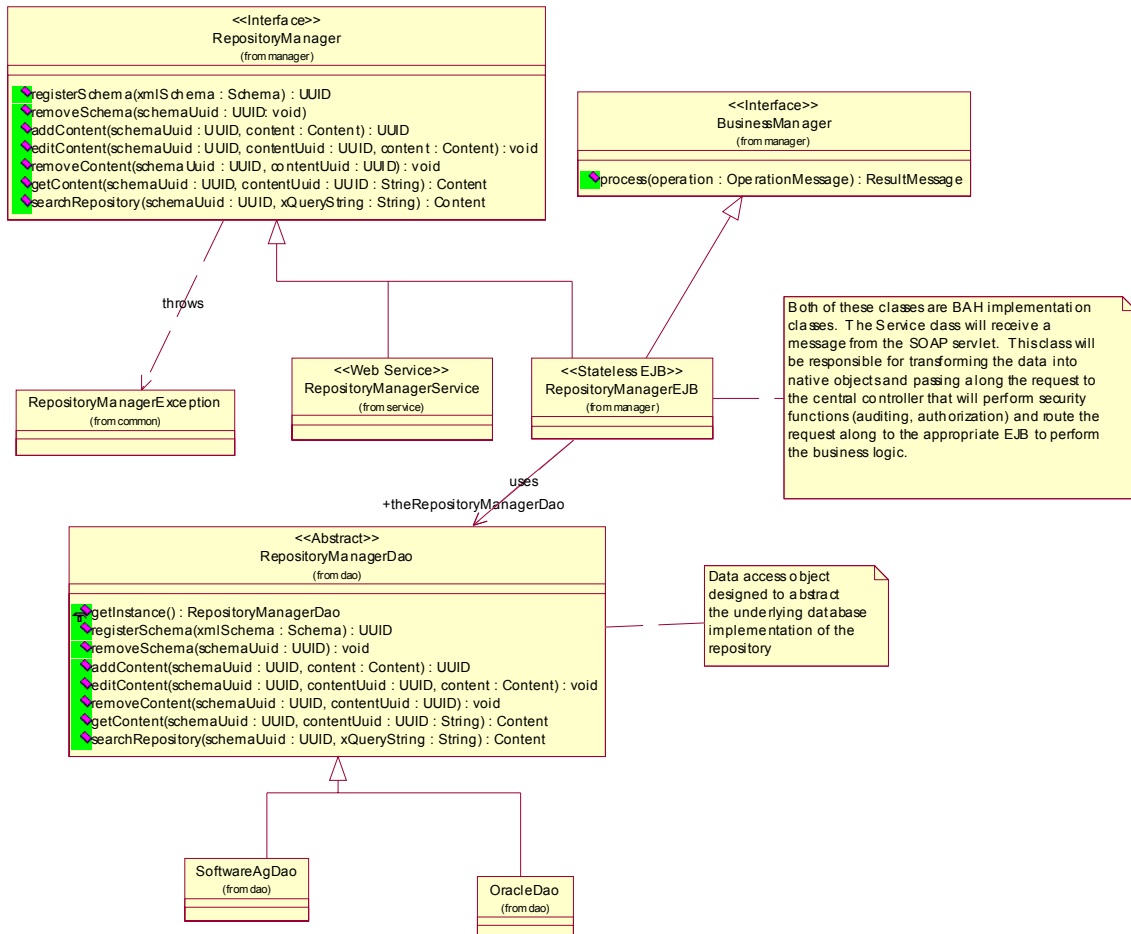 <<Interface>>
RepositoryManager
(from manager)
registerSchema(xmlSchema : Schema) : UUID
removeSchema(schemaUuid : UUID: void)
addContent(schemaUuid : UUID, content : Content) : UUID
editContent(schemaUuid : UUID, contentUuid : UUID, content : Content) : void
removeContent(schemaUuid : UUID, contentUuid : UUID) : void
getContent(schemaUuid : UUID, contentUuid : UUID : String) : Content
searchRepository(schemaUuid : UUID, xQueryString : String) : Content
<<Interface>>
BusinessManager
(from manager)
process(operation : OperationMessage) : ResultMessage
throws
RepositoryManagerException
(from common)
<<Web Service>>
RepositoryManagerService
(from service)
<<Stateless EJB>>
RepositoryManagerEJB
(from manager)
Both of these classes are BAH implementation
classes. The Service class will receive a
message from the SOAP servlet. This class will
be responsible for transforming the data into
native objects and passing along the request to
the central controller that will perform security
functions (auditing, authorization) and route the
request along to the appropriate EJB to perform
the business logic.
uses
+theRepositoryManagerDao
<<Abstract>>
RepositoryManagerDao
(from dao)
getInstance() : RepositoryManagerDao
registerSchema(xmlSchema : Schema) : UUID
removeSchema(schemaUuid : UUID) : void
addContent(schemaUuid : UUID, content : Content) : UUID
editContent(schemaUuid : UUID, contentUuid : UUID, content : Content) : void
removeContent(schemaUuid : UUID, contentUuid : UUID) : void
getContent(schemaUuid : UUID, contentUuid : UUID : String) : Content
searchRepository(schemaUuid : UUID, xQueryString : String) : Content
Data access object
designed to abstract
the underlying database
implementation of the
repository
SoftwareAgDao
(from dao)
OracleDao
(from dao)